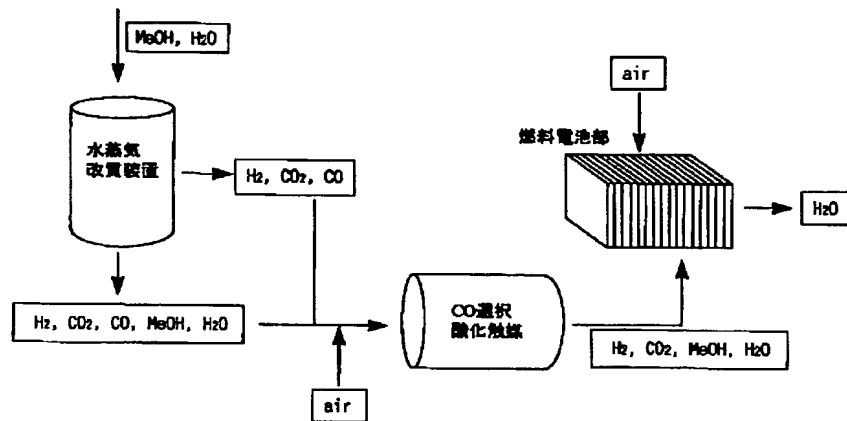 MeOH, H2O
air
水蒸気
改質装置
燃料電池部
H2, CO2, CO
H2O
H2, CO2, CO, MeOH, H2O
CO選択
酸化触媒
H2, CO2, MeOH, H2O
air